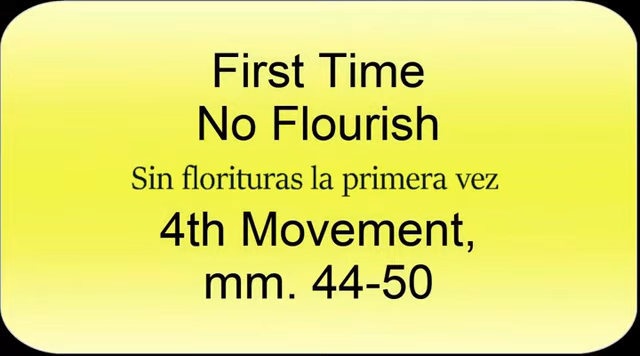 First Time
No Flourish
Sin florituras la primera vez
4th Movement,
mm. 44-50